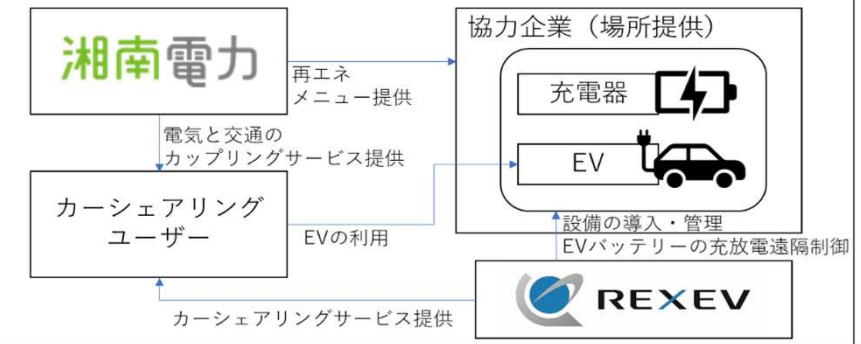 湘南電力
再エネ
メニュー提供
協力企業（場所提供）
充電器
EV
電気と交通の
カップリングサービス提供
カーシェアリング
ユーザー
EVの利用
設備の導入・管理
EVバッテリーの充放電遠隔制御
REXEV
カーシェアリングサービス提供